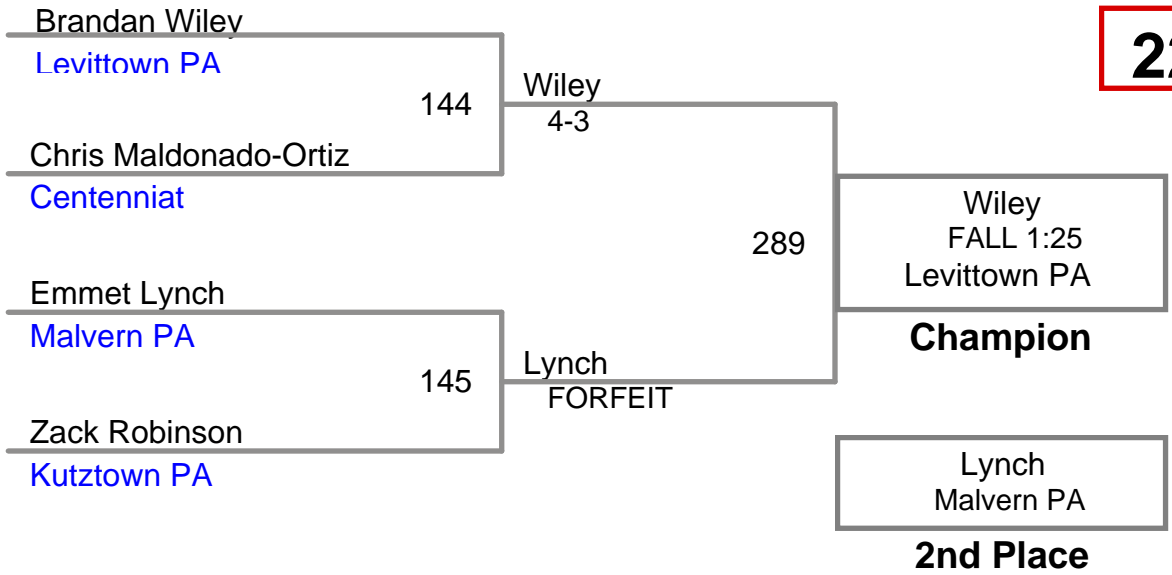 Brandan Wiley
Levittown PA
144
Wiley
4-3
Chris Maldonado-Ortiz
Centenniat
289
Wiley
FALL 1:25
Levittown PA
Champion
Emmet Lynch
Malvern PA
145
Lynch
FORFEIT
Zack Robinson
Kutztown PA
Lynch
Malvern PA
2nd Place